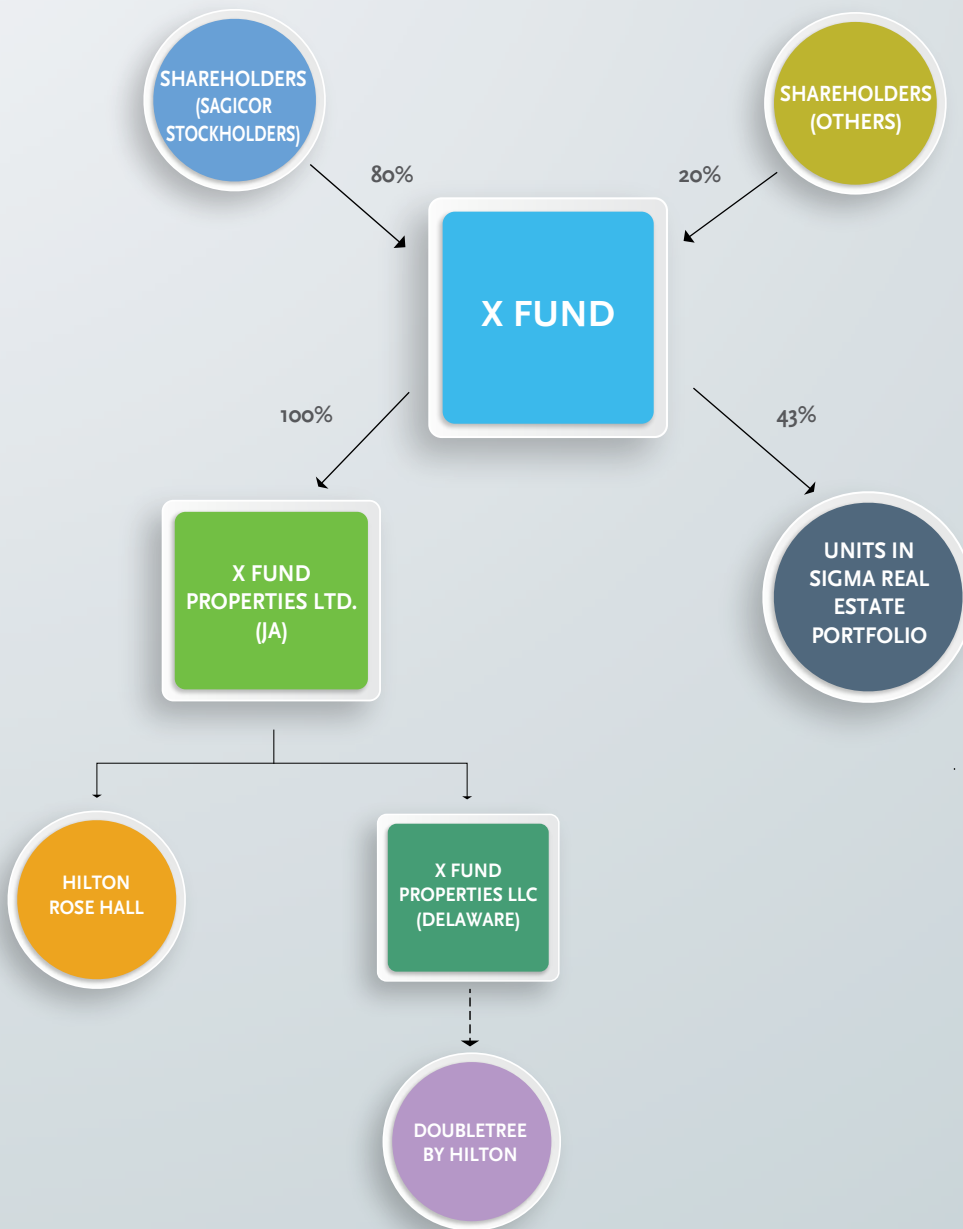 SHAREHOLDERS
(SAGICOR
STOCKHOLDERS)
SHAREHOLDERS
(OTHERS)
80%
20%
X FUND
100%
43%
X FUND
PROPERTIES LTD.
(JA)
UNITS IN
SIGMA REAL
ESTATE
PORTFOLIO
HILTON
ROSE HALL
X FUND
PROPERTIES LLC
(DELAWARE)
DOUBLETREE
BY HILTON